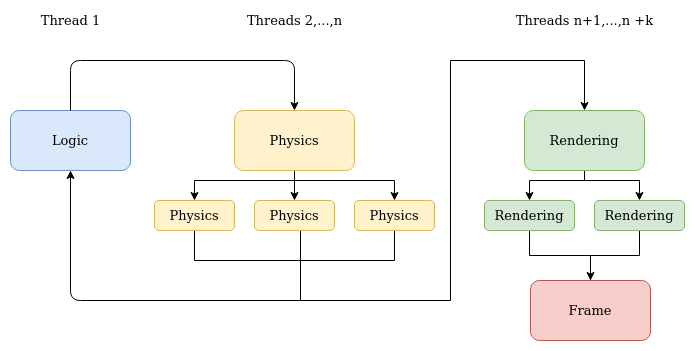 Thread 1
Threads 2,...,n
Threads n+1,...,n +k
Logic
Physics
Rendering
Physics
Physics
Physics
Rendering
Rendering
Frame